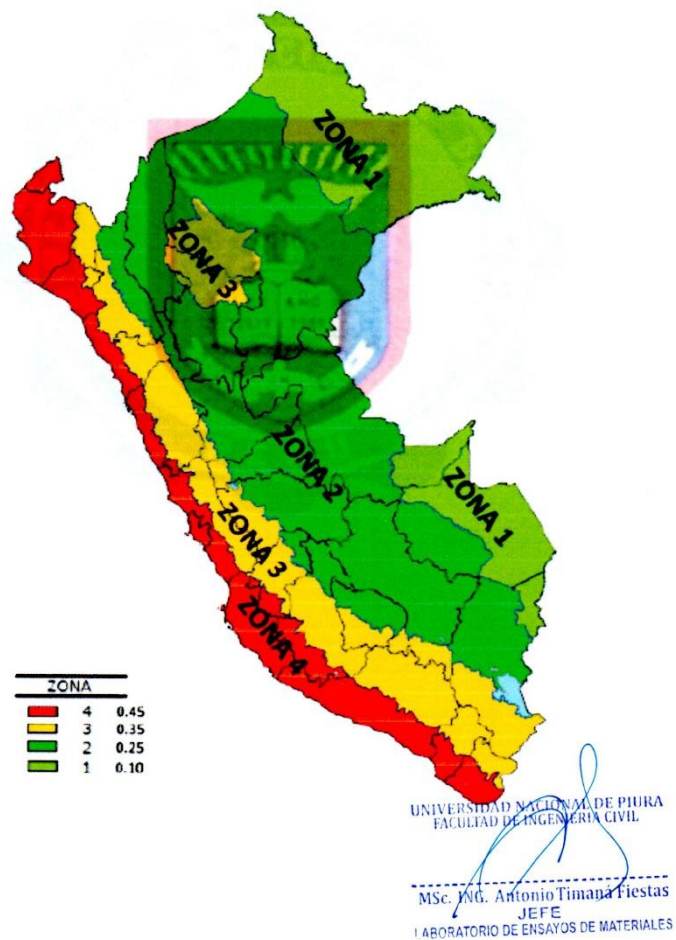 ZONA 1
ZONA 3
ZONA 2
ZONA 1
ZONA 3
ZONA 4
ZONA
4 0.45
3 0.35
2 0.25
1 0.10
UNIVERSIDAD NACIONAL DE PIURA
FACULTAD DE INGENIERIA CIVIL
MSc. ING. Antonio Timaná Fiestas
JEFE
LABORATORIO DE ENSAYOS DE MATERIALES